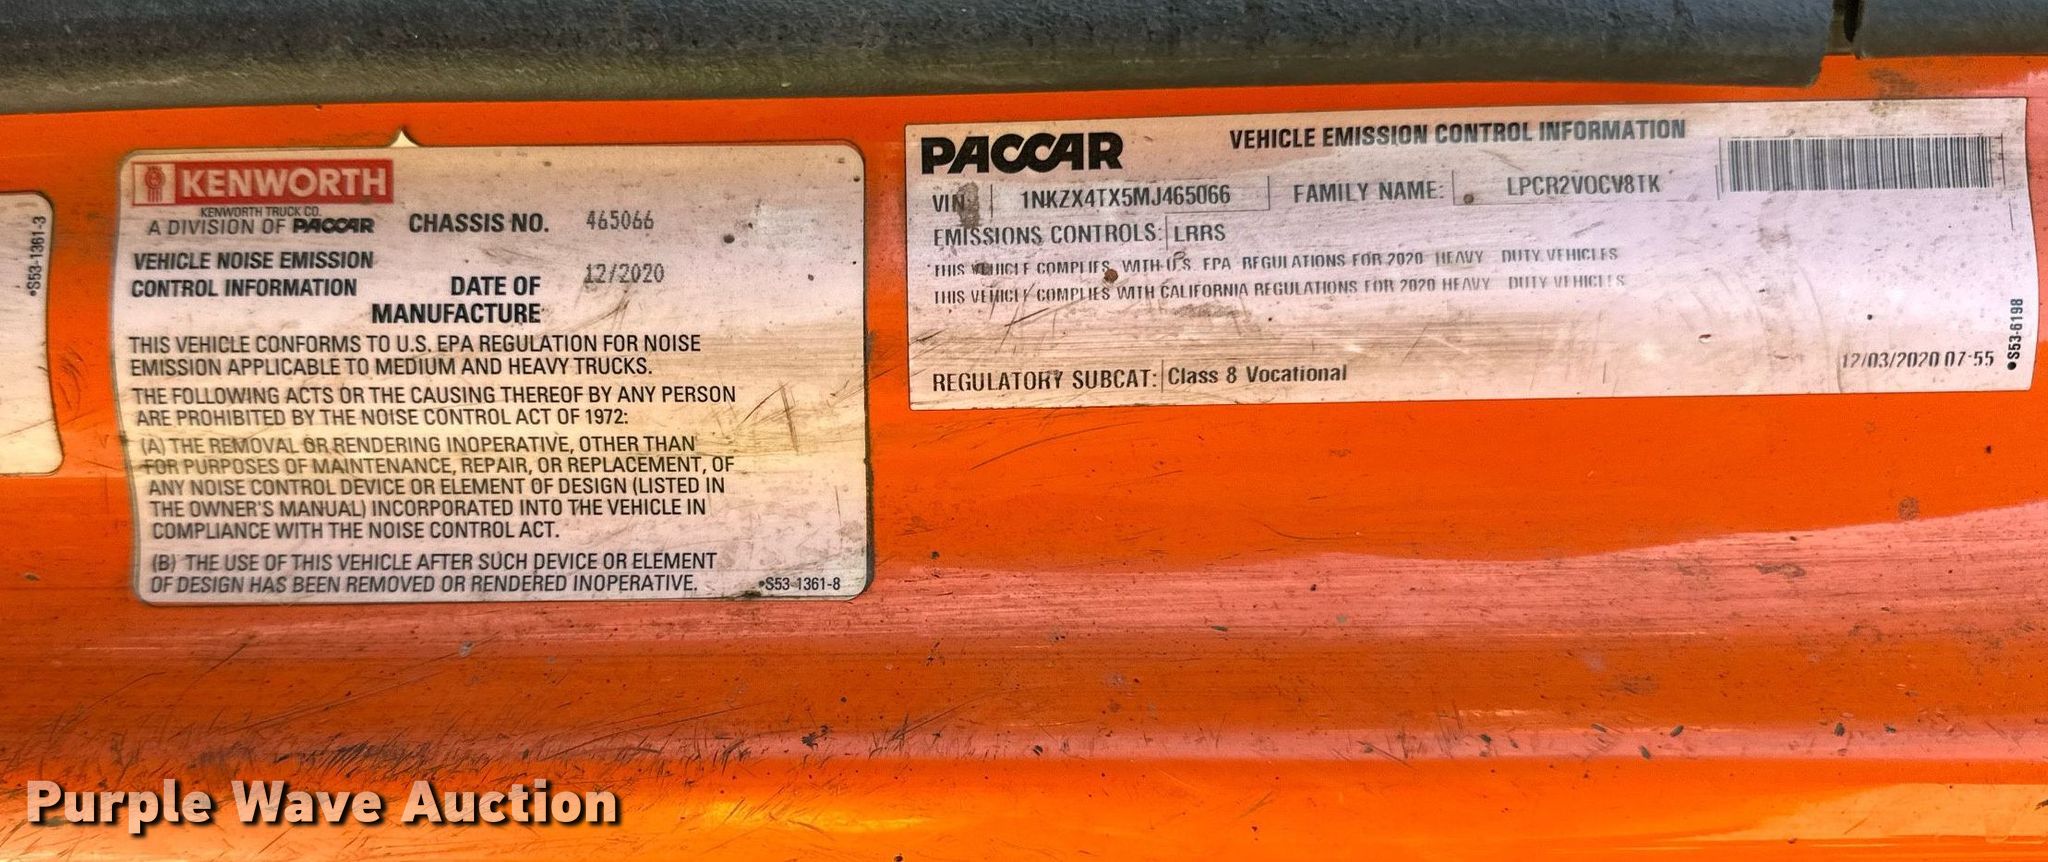 •S53-1361-3
KENWORTH
KENWORTH TRUCK CO.
A DIVISION OF PACCAR
CHASSIS NO. 465066
VEHICLE NOISE EMISSION
CONTROL INFORMATION
DATE OF
MANUFACTURE
12/2020
THIS VEHICLE CONFORMS TO U.S. EPA REGULATION FOR NOISE
EMISSION APPLICABLE TO MEDIUM AND HEAVY TRUCKS.
THE FOLLOWING ACTS OR THE CAUSING THEREOF BY ANY PERSON
ARE PROHIBITED BY THE NOISE CONTROL ACT OF 1972:
(A) THE REMOVAL OR RENDERING INOPERATIVE, OTHER THAN
FOR PURPOSES OF MAINTENANCE, REPAIR, OR REPLACEMENT, OF
ANY NOISE CONTROL DEVICE OR ELEMENT OF DESIGN (LISTED IN
THE OWNER'S MANUAL) INCORPORATED INTO THE VEHICLE IN
COMPLIANCE WITH THE NOISE CONTROL ACT.
(B) THE USE OF THIS VEHICLE AFTER SUCH DEVICE OR ELEMENT
OF DESIGN HAS BEEN REMOVED OR RENDERED INOPERATIVE.
•S53-1361-8
PACCAR
VEHICLE EMISSION CONTROL INFORMATION
VIN: 1NKZX4TX5MJ465066 FAMILY NAME: LPCR2VOCV8TK
EMISSIONS CONTROLS: LRRS
THIS VEHICLE COMPLIES WITH U.S. EPA REGULATIONS FOR 2020 HEAVY DUTY VEHICLES
THIS VEHICLE COMPLIES WITH CALIFORNIA REGULATIONS FOR 2020 HEAVY DUTY VEHICLES
REGULATORY SUBCAT: Class 8 Vocational
12/03/2020 07:55
•S53-6198
Purple Wave Auction